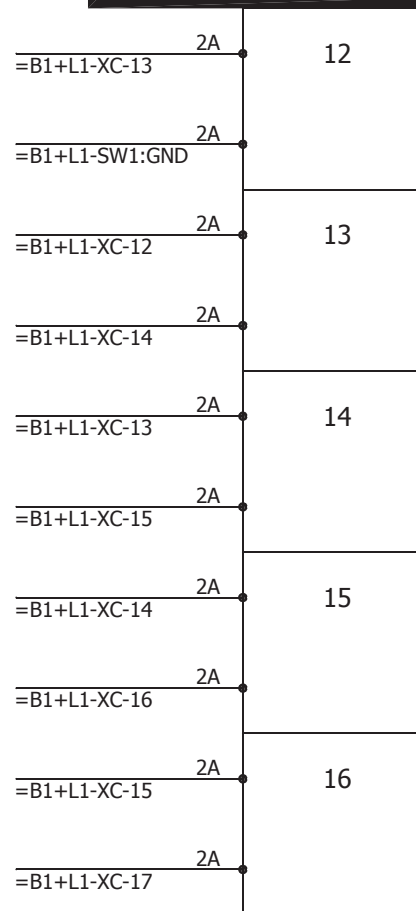 2A
12
=B1+L1-XC-13
2A
=B1+L1-SW1:GND
2A
13
=B1+L1-XC-12
2A
=B1+L1-XC-14
2A
14
=B1+L1-XC-13
2A
=B1+L1-XC-15
2A
15
=B1+L1-XC-14
2A
=B1+L1-XC-16
2A
16
=B1+L1-XC-15
2A
=B1+L1-XC-17